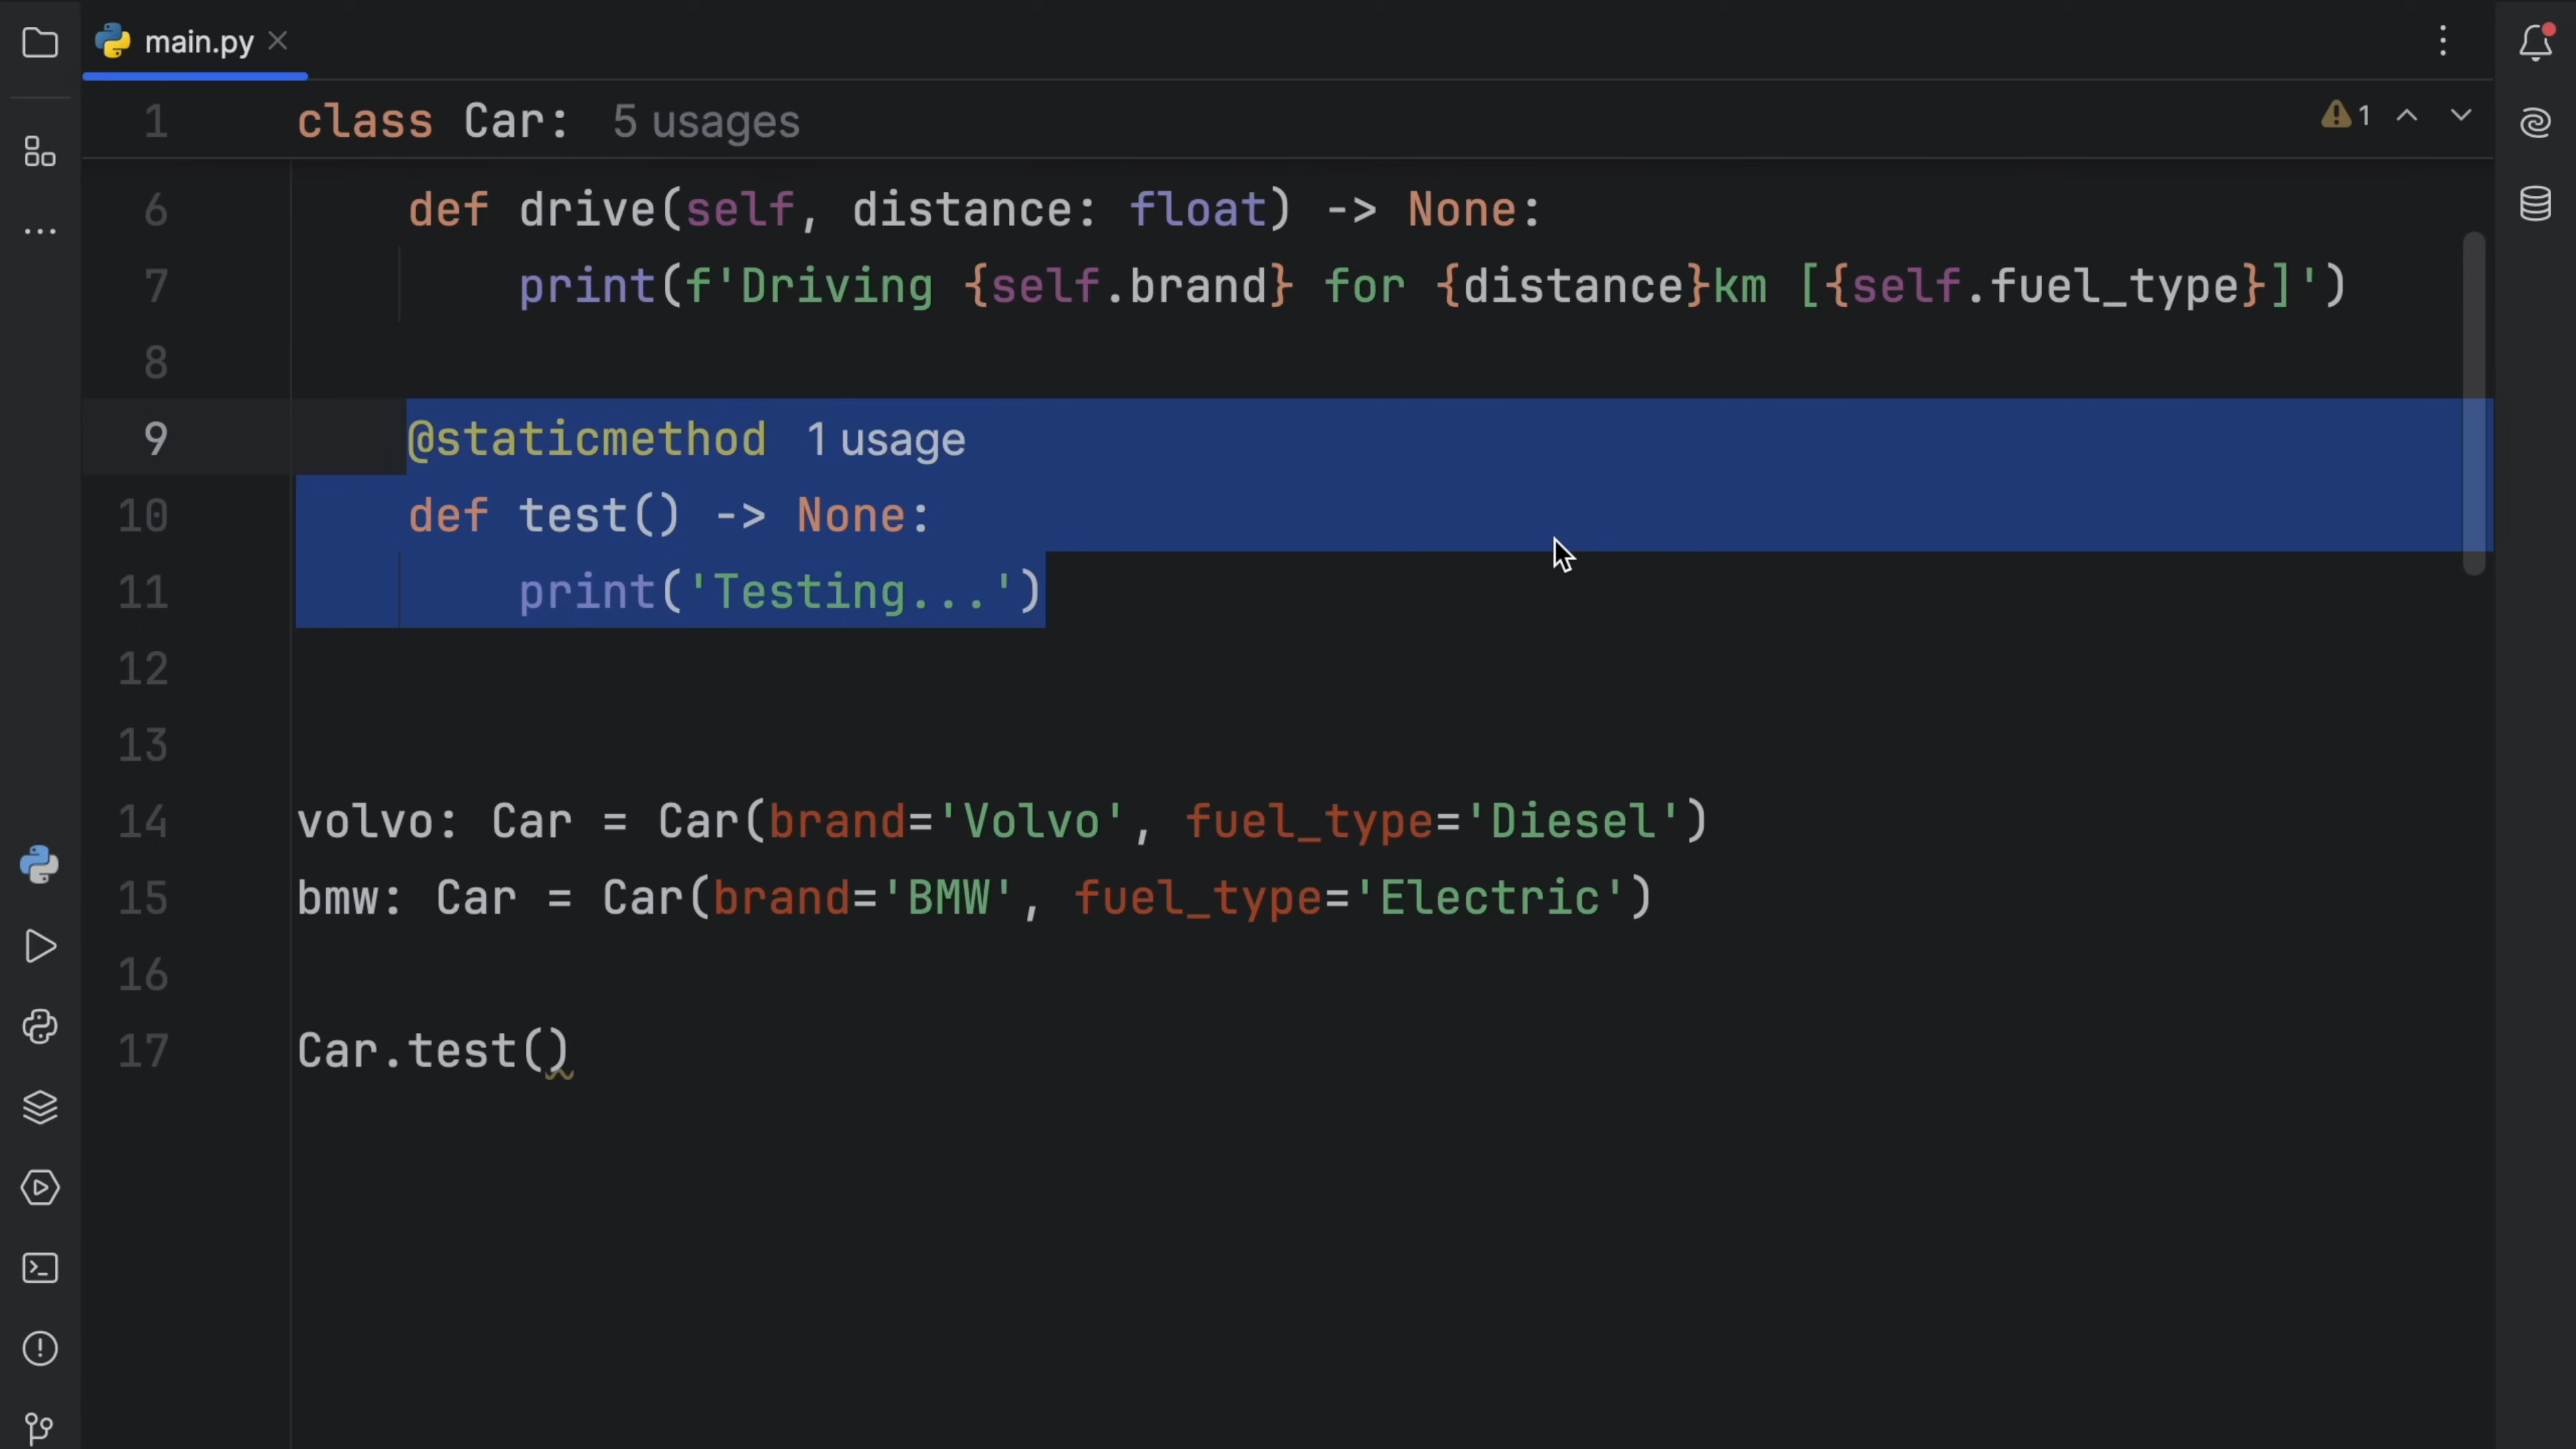 main.py
1 class Car: 5 usages
1
6 def drive(self, distance: float) -> None:
7 print(f'Driving {self.brand} for {distance}km [{self.fuel_type}]')
8
9 @staticmethod 1 usage
10 def test() -> None:
11 print('Testing...')
12
13
14 volvo: Car = Car(brand='Volvo', fuel_type='Diesel')
15 bmw: Car = Car(brand='BMW', fuel_type='Electric')
16
17 Car.test()